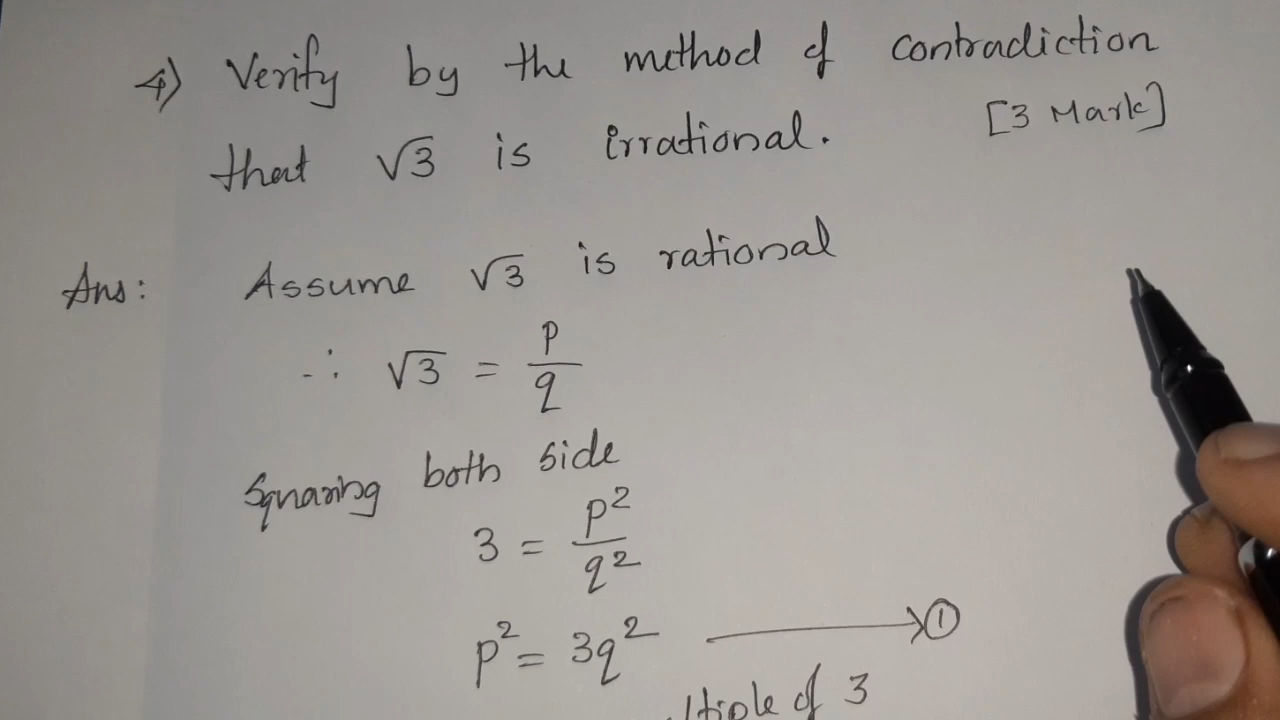 4) Verify by the method of contradiction
that √3 is irrational. [3 Mark]
Ans: Assume √3 is rational
∴ √3 = p/q
Squaring both side
3 = p²/q²
p² = 3q² → ①
of 3